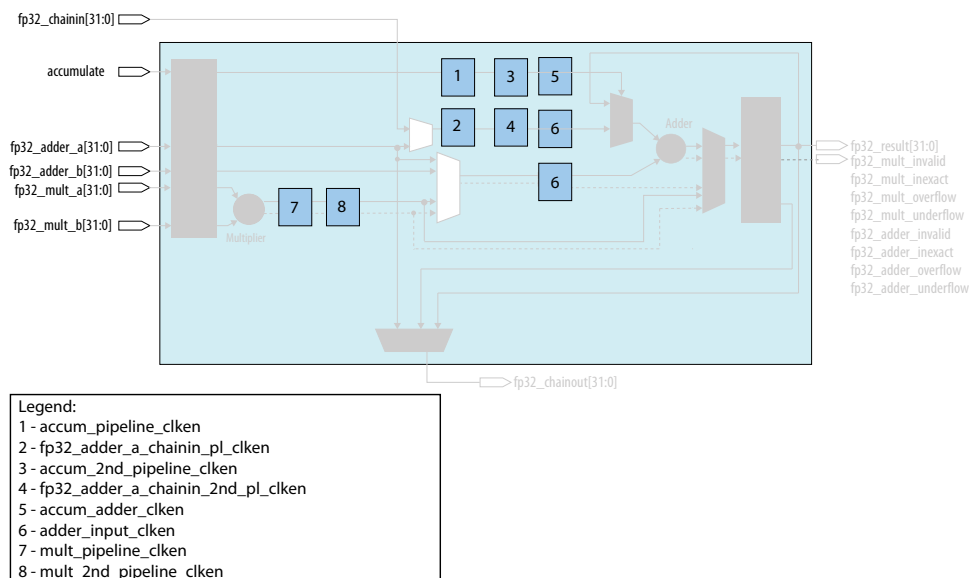 fp32_chainin[31:0]
accumulate
1 3 5
fp32_adder_a[31:0]
2 4 6
Adder
fp32_result[31:0]
fp32_mult_invalid
fp32_adder_b[31:0]
fp32_mult_a[31:0]
6
fp32_mult_inexact
fp32_mult_overflow
7 8
fp32_mult_underflow
fp32_mult_b[31:0]
Multiplier
fp32_adder_invalid
fp32_adder_inexact
fp32_adder_overflow
fp32_adder_underflow
fp32_chainout[31:0]
Legend:
1 - accum_pipeline_clken
2 - fp32_adder_a_chainin_pl_clken
3 - accum_2nd_pipeline_clken
4 - fp32_adder_a_chainin_2nd_pl_clken
5 - accum_adder_clken
6 - adder_input_clken
7 - mult_pipeline_clken
8 - mult_2nd_pipeline_clken